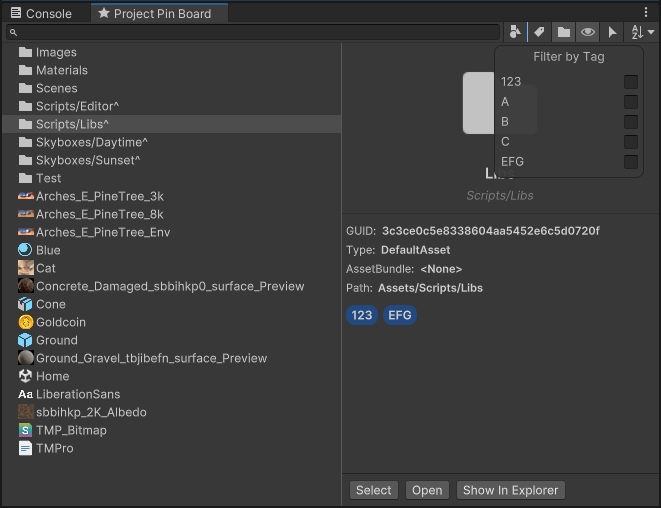 Console
Project Pin Board
Filter by Tag
123
A
B
C
EFG
Images
Materials
Scenes
Scripts/Editor^
Scripts/Libs^
Skyboxes/Daytime^
Skyboxes/Sunset^
Test
Arches_E_PineTree_3k
Arches_E_PineTree_8k
Arches_E_PineTree_Env
Blue
Cat
Concrete_Damaged_sbbihkp0_surface_Preview
Cone
Goldcoin
Ground
Ground_Gravel_tbjibefn_surface_Preview
Home
Aa LiberationSans
sbbihkp_2K_Albedo
TMP_Bitmap
TMPro
Libs
Scripts/Libs
GUID: 3c3ce0c5e8338604aa5452e6c5d0720f
Type: DefaultAsset
AssetBundle: <None>
Path: Assets/Scripts/Libs
123 EFG
Select Open Show In Explorer